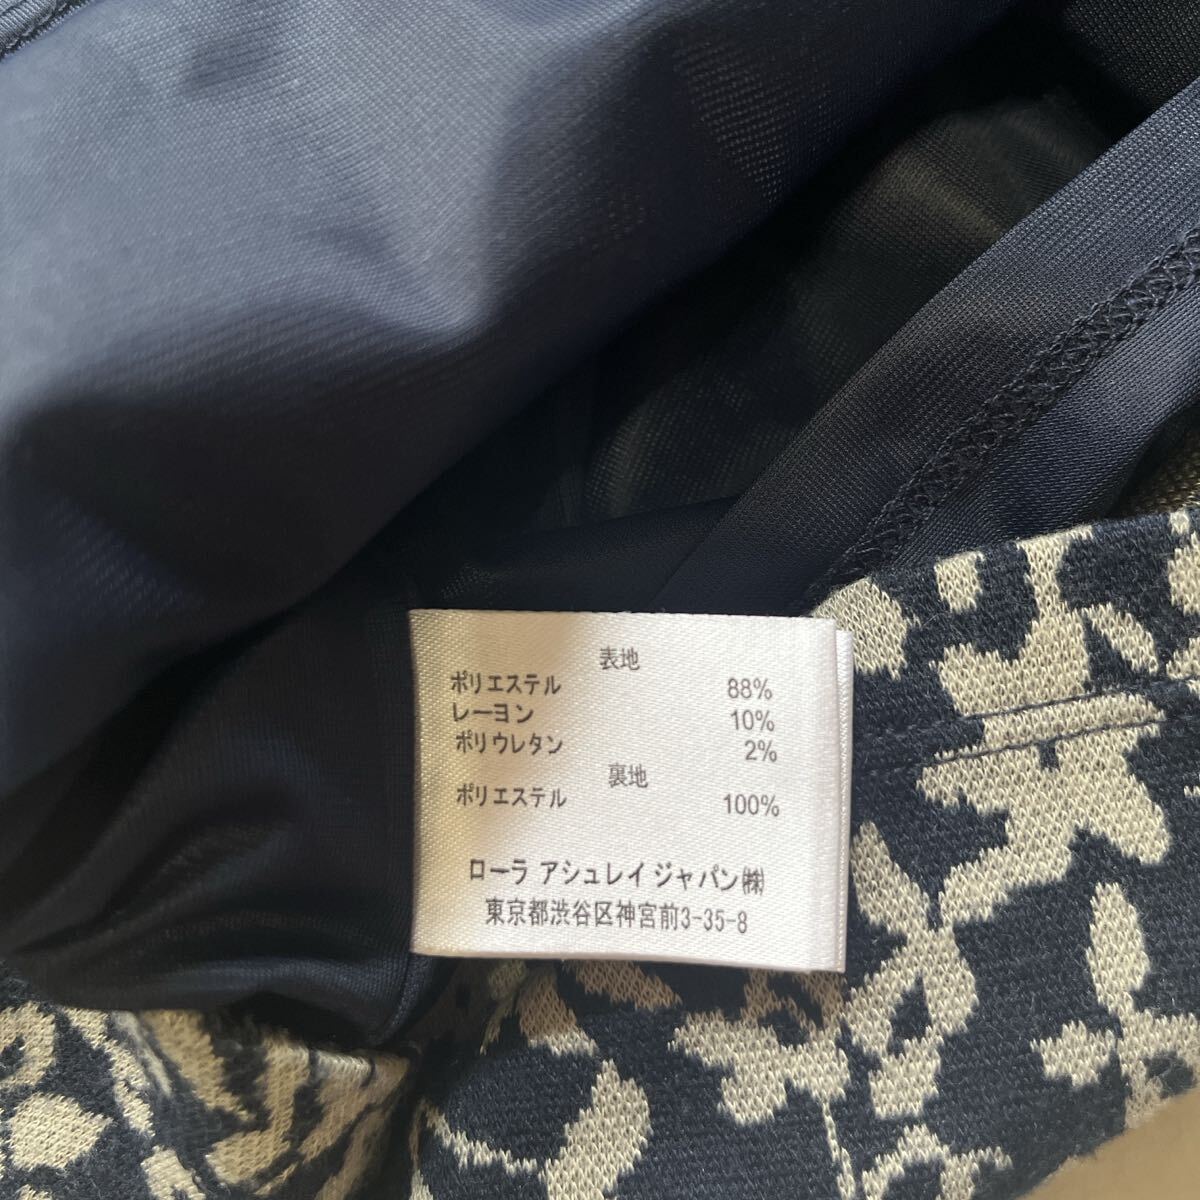 表地
ポリエステル 88%
レーヨン 10%
ポリウレタン 2%
裏地
ポリエステル 100%
ローラ アシュレイ ジャパン㈱
東京都渋谷区神宮前3-35-8